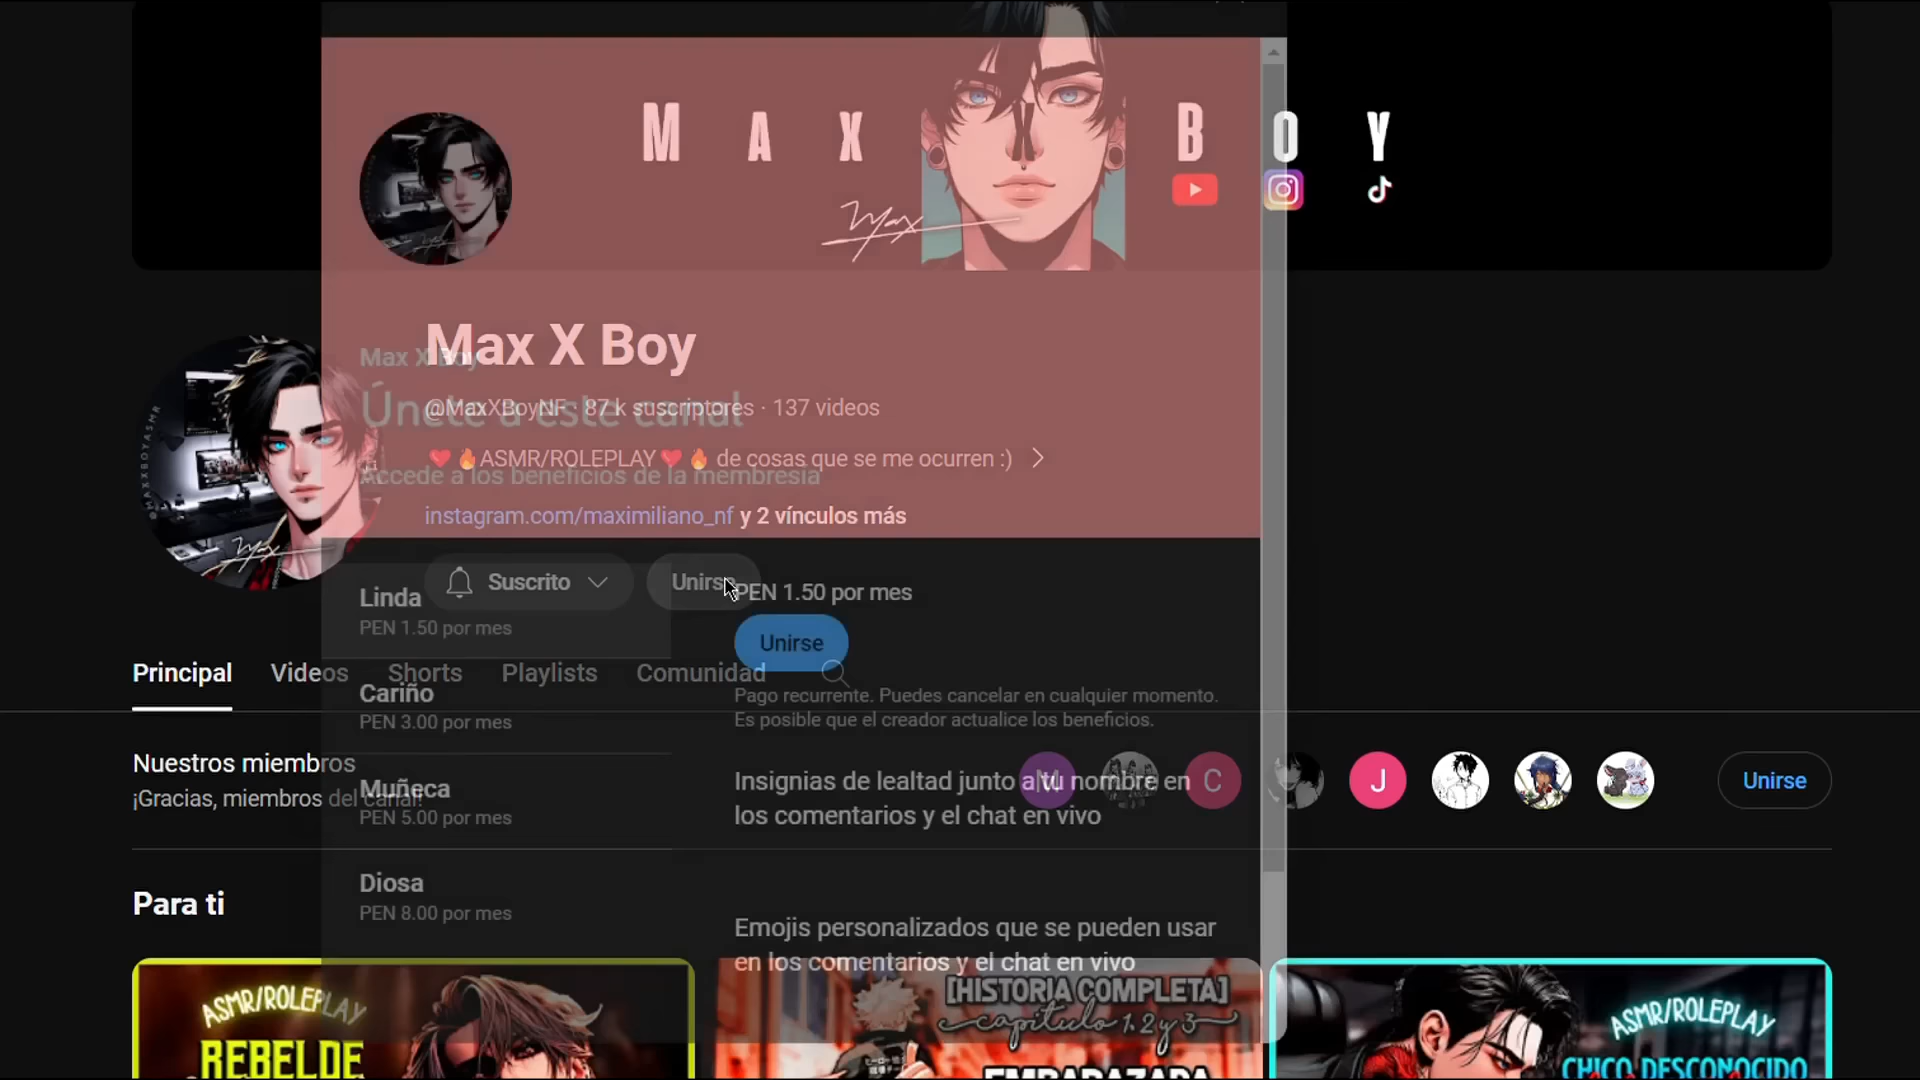 MAX X BOY
Max
Max X Boy
Max X Boy
Únete a este canal
@MaxXBoyNF · 87 k suscriptores · 137 videos
❤️🔥ASMR/ROLEPLAY❤️🔥 de cosas que se me ocurren :)
Accede a los beneficios de la membresía
instagram.com/maximiliano_nf y 2 vínculos más
@MAXXBOYASMR
Max
Suscrito
Unirse
Linda
PEN 1.50 por mes
PEN 1.50 por mes
Unirse
Principal
Videos
Shorts
Playlists
Comunidad
Cariño
PEN 3.00 por mes
Pago recurrente. Puedes cancelar en cualquier momento.
Es posible que el creador actualice los beneficios.
Nuestros miembros
¡Gracias, miembros del canal!
Muñeca
PEN 5.00 por mes
Insignias de lealtad junto a tu nombre en
los comentarios y el chat en vivo
C
J
Unirse
Para ti
Diosa
PEN 8.00 por mes
Emojis personalizados que se pueden usar
en los comentarios y el chat en vivo
ASMR/ROLEPLAY
REBELDE
[HISTORIA COMPLETA]
capítulo 1, 2 y 3
EMBARAZADA
ASMR/ROLEPLAY
CHICO DESCONOCIDO